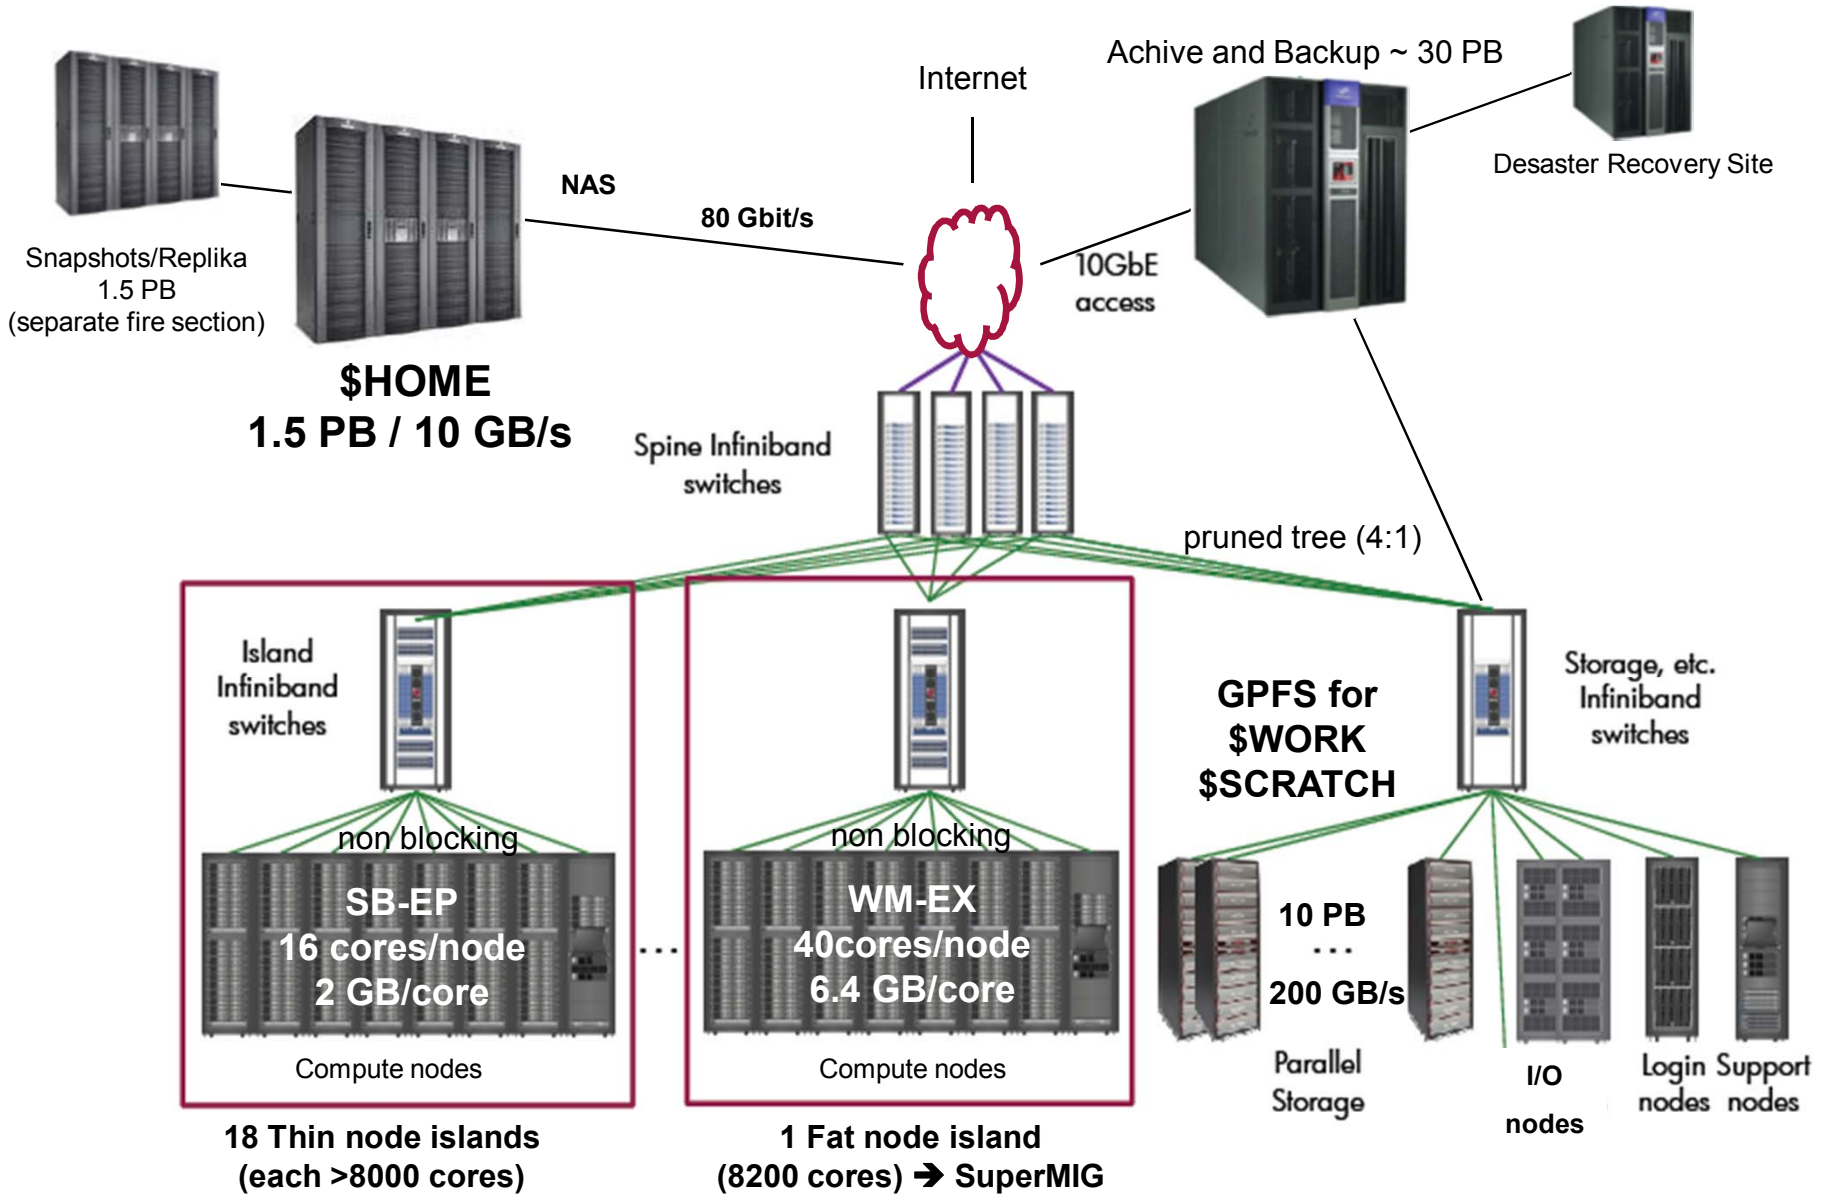 Achive and Backup ~ 30 PB
Internet
Desaster Recovery Site
NAS
80 Gbit/s
Snapshots/Replika
1.5 PB
(separate fire section)
10GbE
access
$HOME
1.5 PB / 10 GB/s
Spine Infiniband
switches
pruned tree (4:1)
Island
Infiniband
switches
GPFS for
$WORK
$SCRATCH
Storage, etc.
Infiniband
switches
non blocking
SB-EP
16 cores/node
2 GB/core
Compute nodes
...
non blocking
WM-EX
40cores/node
6.4 GB/core
Compute nodes
10 PB
...
200 GB/s
Parallel
Storage
I/O
nodes
Login
nodes
Support
nodes
18 Thin node islands
(each >8000 cores)
1 Fat node island
(8200 cores) ➔ SuperMIG